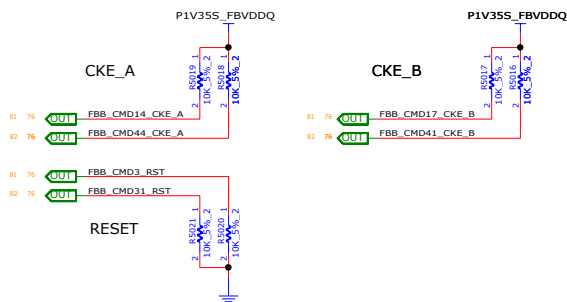 P1V35S_FBVDDQ
CKE_A
R5019 1 2
10K_5%_2
R5018 1 2
10K_5%_2
81 76 OUT FBB_CMD14_CKE_A
82 76 OUT FBB_CMD44_CKE_A
81 76 OUT FBB_CMD3_RST
82 76 OUT FBB_CMD31_RST
RESET
R5021 1 2
10K_5%_2
R5020 1 2
10K_5%_2
P1V35S_FBVDDQ
CKE_B
R5017 1 2
10K_5%_2
R5016 1 2
10K_5%_2
81 76 OUT FBB_CMD17_CKE_B
82 76 OUT FBB_CMD41_CKE_B